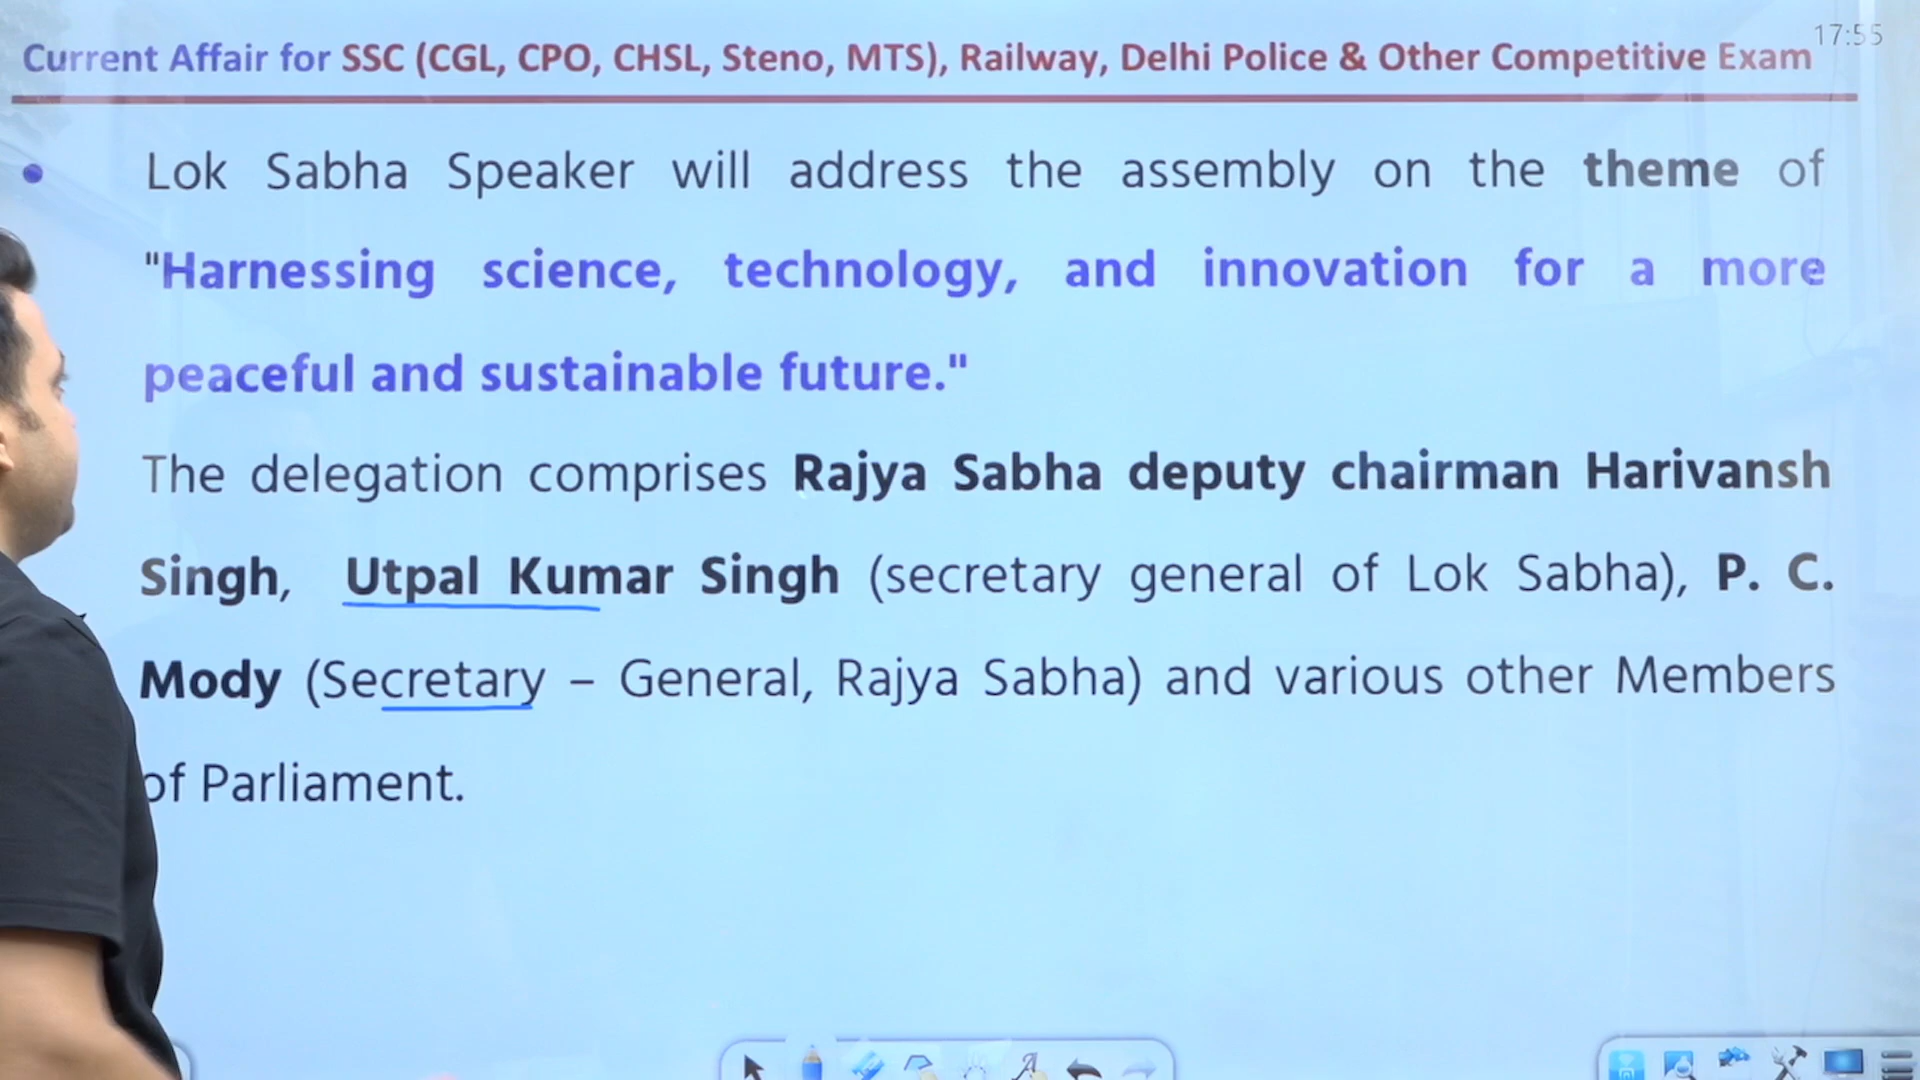 17:55
Current Affair for SSC (CGL, CPO, CHSL, Steno, MTS), Railway, Delhi Police & Other Competitive Exam
• Lok Sabha Speaker will address the assembly on the theme of
"Harnessing science, technology, and innovation for a more
peaceful and sustainable future."
The delegation comprises Rajya Sabha deputy chairman Harivansh
Singh, Utpal Kumar Singh (secretary general of Lok Sabha), P. C.
Mody (Secretary – General, Rajya Sabha) and various other Members
of Parliament.